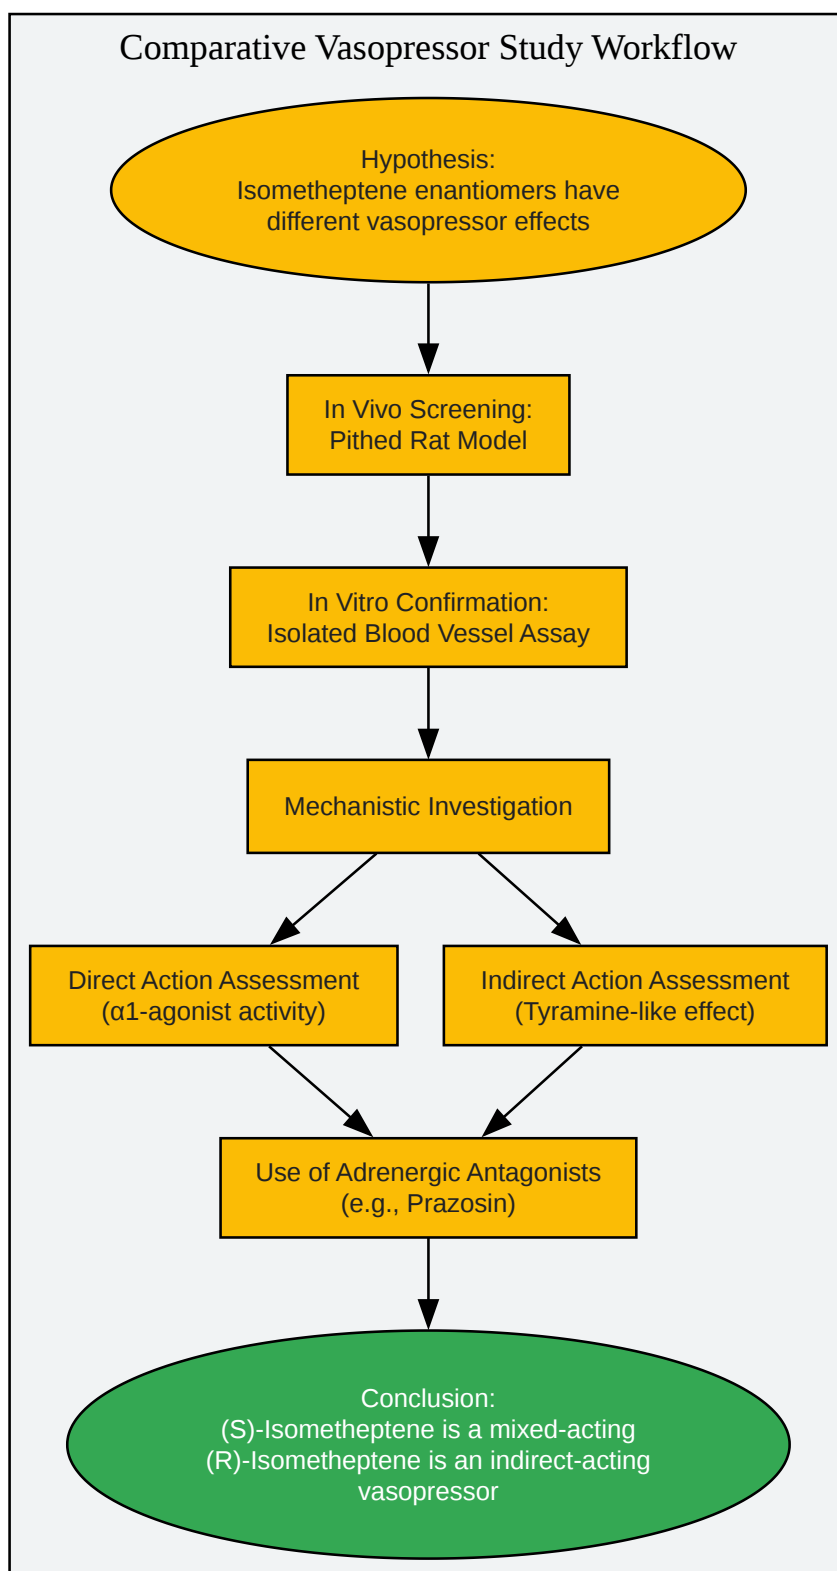 Comparative Vasopressor Study Workflow
Hypothesis:
Isometheptene enantiomers have
different vasopressor effects
In Vivo Screening:
Pithed Rat Model
In Vitro Confirmation:
Isolated Blood Vessel Assay
Mechanistic Investigation
Direct Action Assessment
(α1-agonist activity)
Indirect Action Assessment
(Tyramine-like effect)
Use of Adrenergic Antagonists
(e.g., Prazosin)
Conclusion:
(S)-Isometheptene is a mixed-acting
(R)-Isometheptene is an indirect-acting
vasopressor